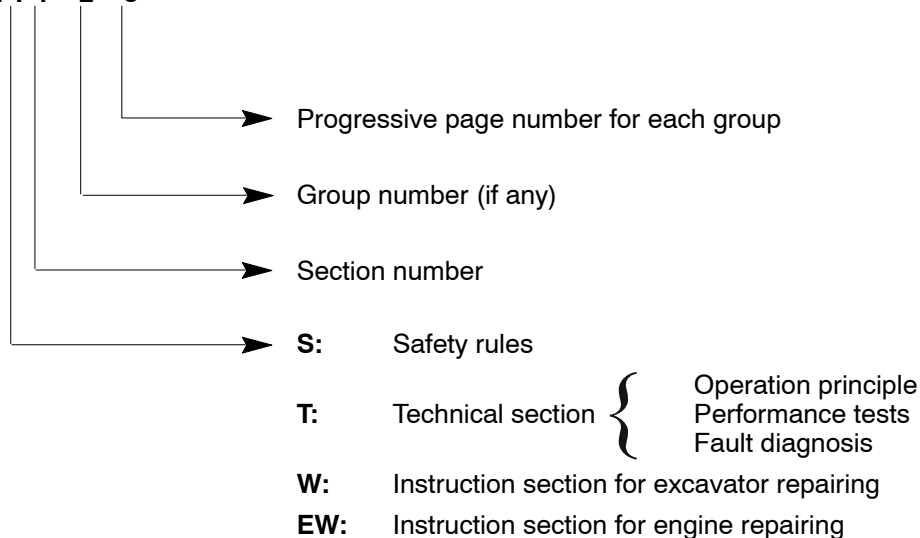 Progressive page number for each group
Group number (if any)
Section number
S: Safety rules
Operation principle
T: Technical section { Performance tests
Fault diagnosis
W: Instruction section for excavator repairing
EW: Instruction section for engine repairing